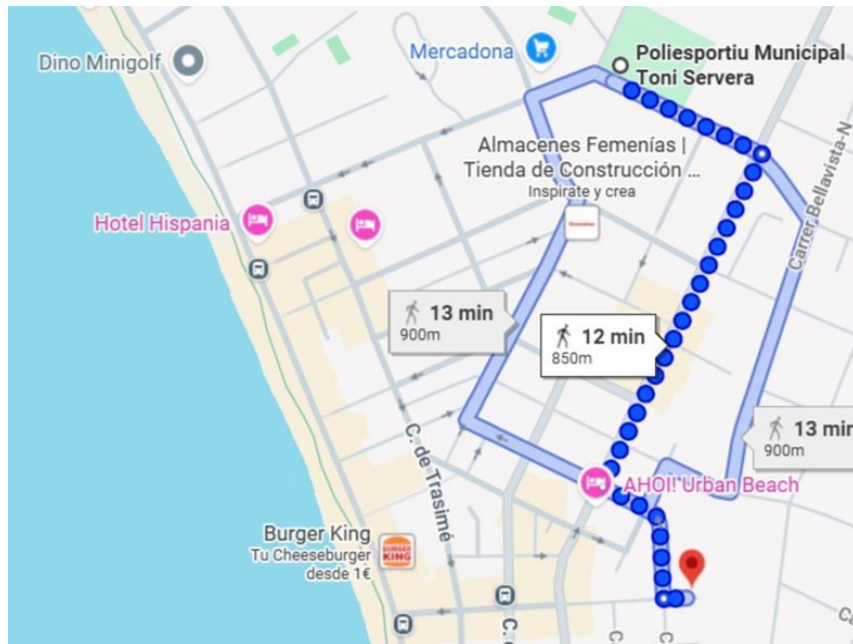 Dino Minigolf
Mercadona
Poliesportiu Municipal
Toni Servera
Almacenes Femenías |
Tienda de Construcción ...
Inspírate y crea
Carrer Bellavista-N
Hotel Hispania
13 min
900m
12 min
850m
13 min
900m
C. de Trasimé
AHOI! Urban Beach
Burger King
Tu Cheeseburger
desde 1€
BURGER
KING
C. d